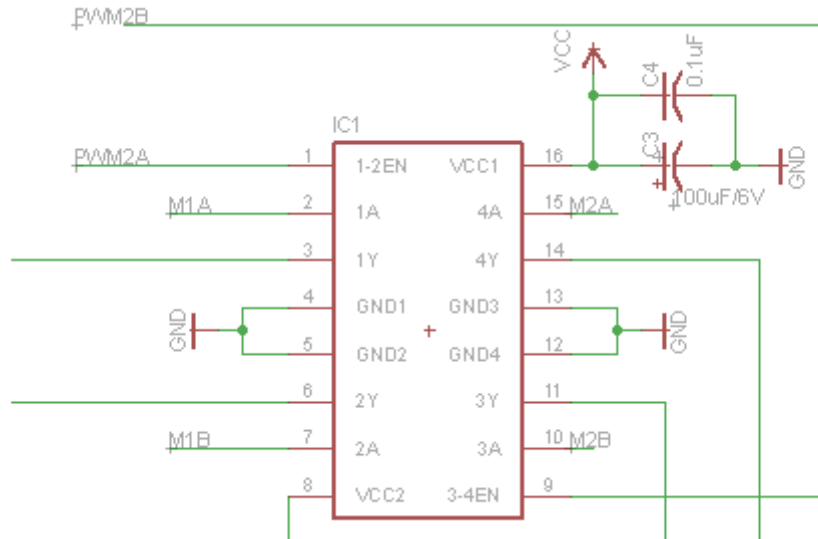 PWM2B
VCC
C4
0.1uF
IC1
PWM2A
1
1-2EN
VCC1
16
C3
GND
M1A
2
1A
4A
15
M2A
100uF/6V
3
1Y
4Y
14
GND
4
GND1
GND3
13
GND
5
GND2
GND4
12
6
2Y
3Y
11
M1B
7
2A
3A
10
M2B
8
VCC2
3-4EN
9